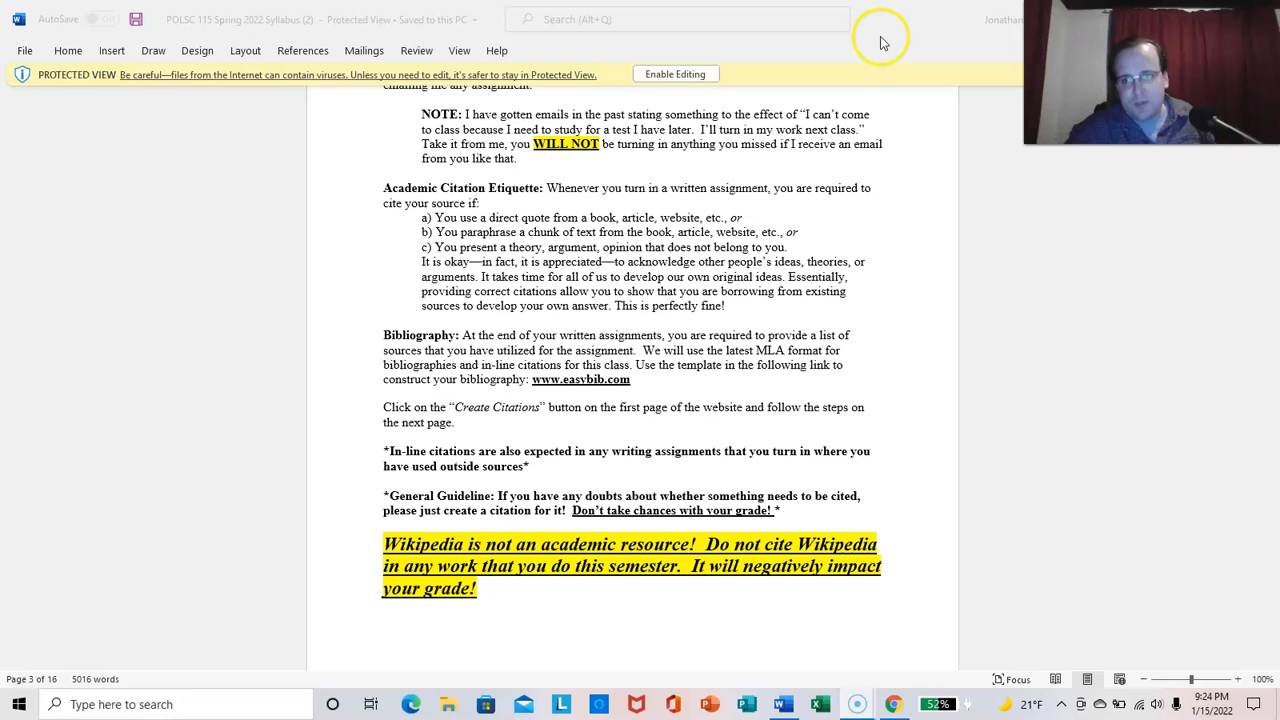 AutoSave Off POLSC 115 Spring 2022 Syllabus (2) - Protected View • Saved to this PC Search (Alt+Q) Jonathan
File Home Insert Draw Design Layout References Mailings Review View Help
PROTECTED VIEW Be careful—files from the Internet can contain viruses. Unless you need to edit, it's safer to stay in Protected View. Enable Editing
emailing me any assignment.
NOTE: I have gotten emails in the past stating something to the effect of “I can’t come
to class because I need to study for a test I have later. I’ll turn in my work next class.”
Take it from me, you WILL NOT be turning in anything you missed if I receive an email
from you like that.
Academic Citation Etiquette: Whenever you turn in a written assignment, you are required to
cite your source if:
a) You use a direct quote from a book, article, website, etc., or
b) You paraphrase a chunk of text from the book, article, website, etc., or
c) You present a theory, argument, opinion that does not belong to you.
It is okay—in fact, it is appreciated—to acknowledge other people’s ideas, theories, or
arguments. It takes time for all of us to develop our own original ideas. Essentially,
providing correct citations allow you to show that you are borrowing from existing
sources to develop your own answer. This is perfectly fine!
Bibliography: At the end of your written assignments, you are required to provide a list of
sources that you have utilized for the assignment. We will use the latest MLA format for
bibliographies and in-line citations for this class. Use the template in the following link to
construct your bibliography: www.easybib.com
Click on the “Create Citations” button on the first page of the website and follow the steps on
the next page.
*In-line citations are also expected in any writing assignments that you turn in where you
have used outside sources*
*General Guideline: If you have any doubts about whether something needs to be cited,
please just create a citation for it! Don’t take chances with your grade! *
Wikipedia is not an academic resource! Do not cite Wikipedia
in any work that you do this semester. It will negatively impact
your grade!
Page 3 of 16 5016 words Focus 100%
Type here to search 52% 21°F 9:24 PM
1/15/2022